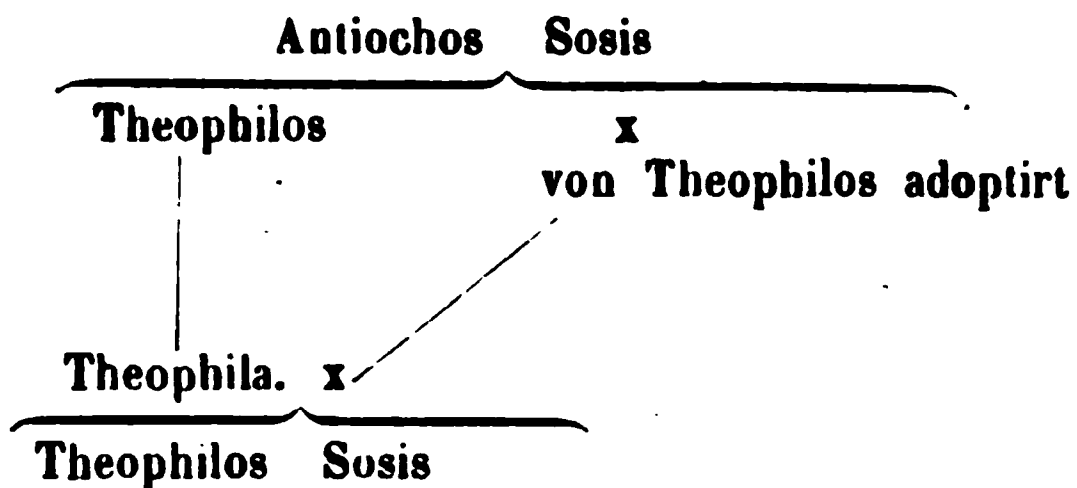 Antiochos Sosis
Theophilos x
von Theophilos adoptirt
Theophila. x
Theophilos Sosis